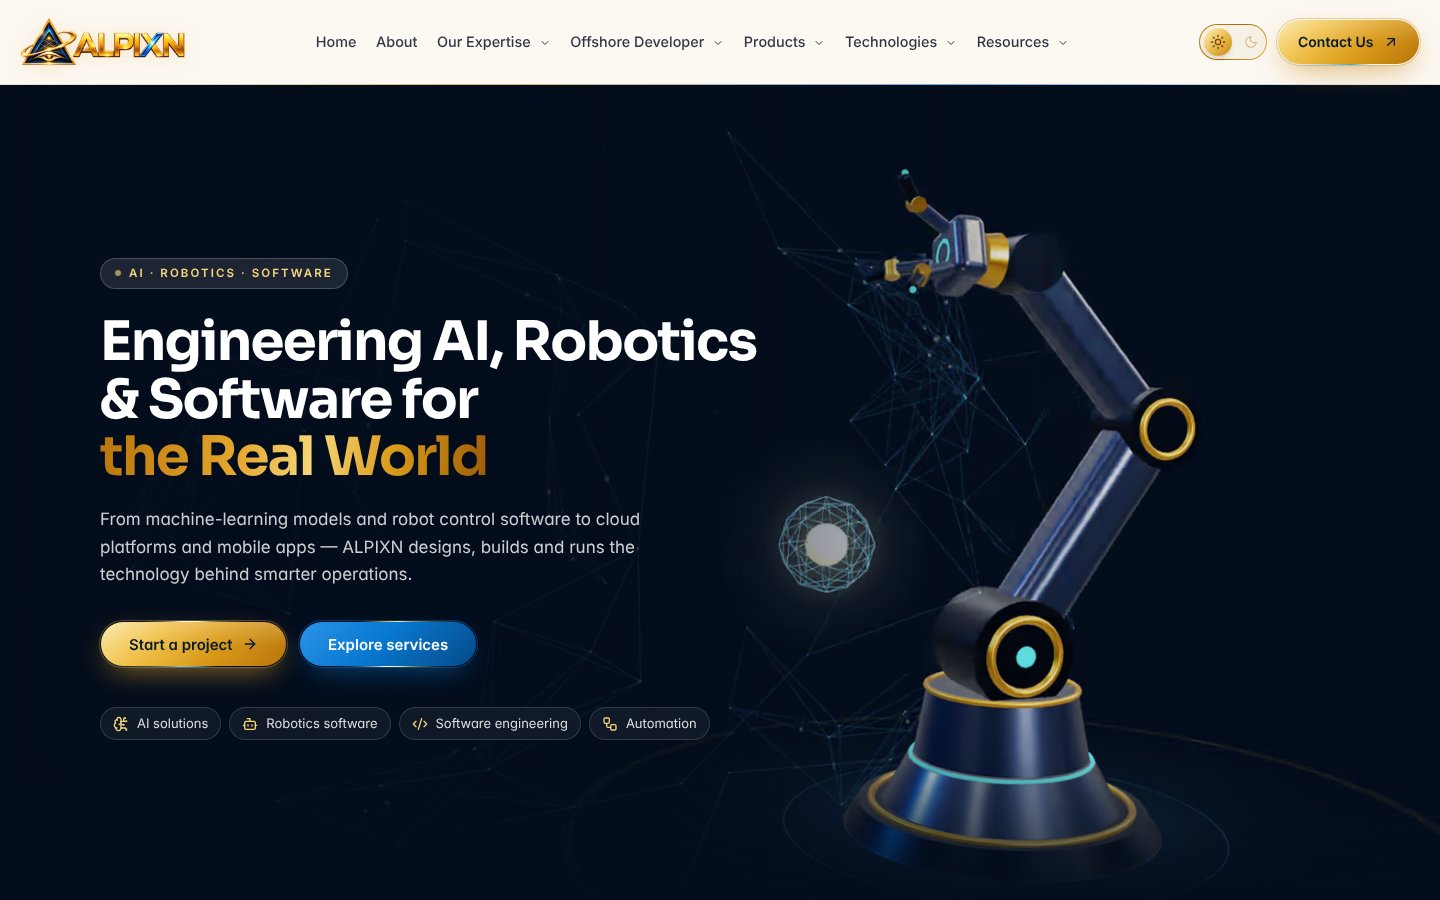 ALPIXN
Home
About
Our Expertise
Offshore Developer
Products
Technologies
Resources
Contact Us
AI · ROBOTICS · SOFTWARE
Engineering AI, Robotics
& Software for
the Real World
From machine-learning models and robot control software to cloud
platforms and mobile apps — ALPIXN designs, builds and runs the
technology behind smarter operations.
Start a project
Explore services
AI solutions
Robotics software
Software engineering
Automation